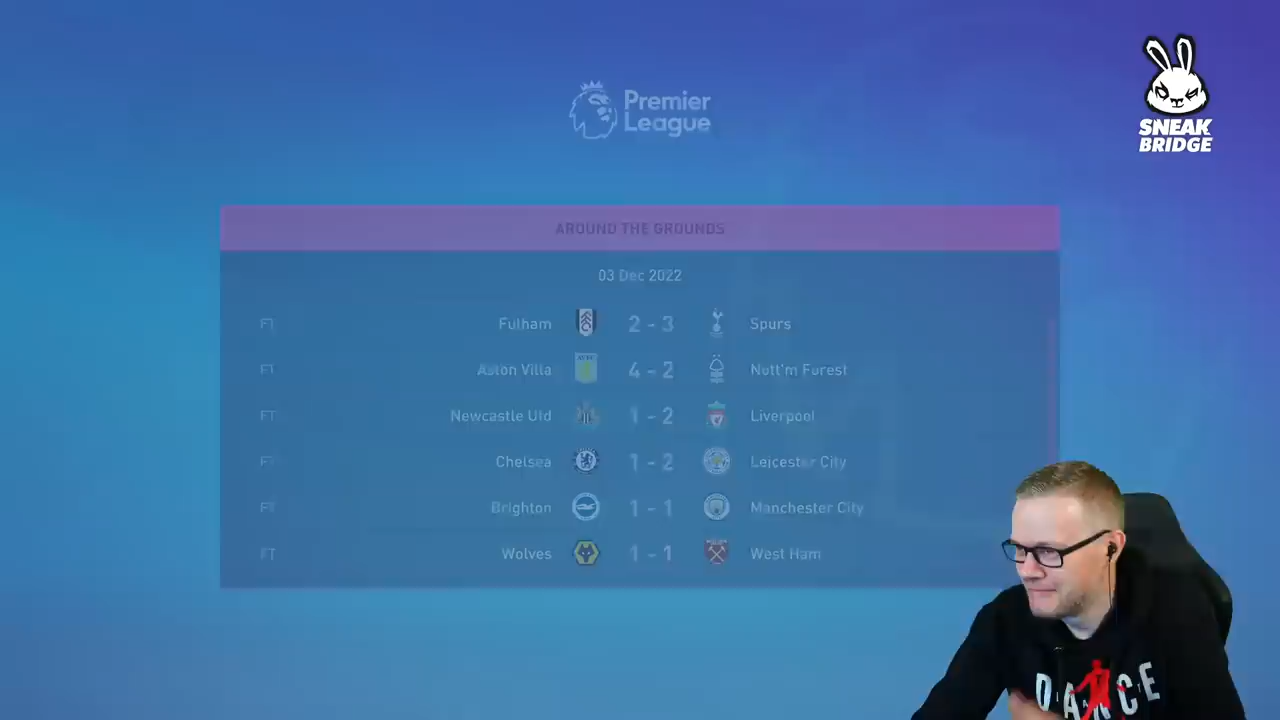 SNEAK
BRIDGE
Premier
League
AROUND THE GROUNDS
03 Dec 2022
FT Fulham 2 - 3 Spurs
FT Aston Villa 4 - 2 Nott'm Forest
FT Newcastle Utd 1 - 2 Liverpool
FT Chelsea 1 - 2 Leicester City
FT Brighton 1 - 1 Manchester City
FT Wolves 1 - 1 West Ham
DANCE